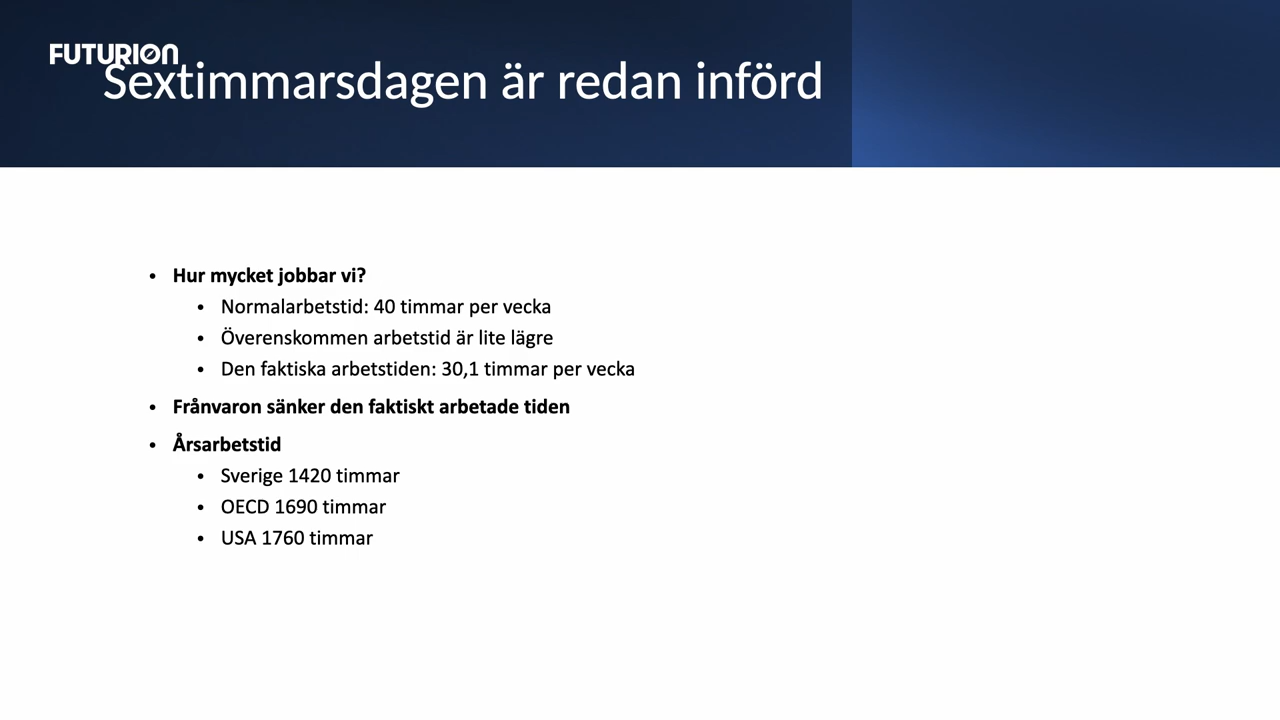 FUTURION
Sextimmarsdagen är redan införd
• Hur mycket jobbar vi?
• Normalarbetstid: 40 timmar per vecka
• Överenskommen arbetstid är lite lägre
• Den faktiska arbetstiden: 30,1 timmar per vecka
• Frånvaron sänker den faktiskt arbetade tiden
• Årsarbetstid
• Sverige 1420 timmar
• OECD 1690 timmar
• USA 1760 timmar